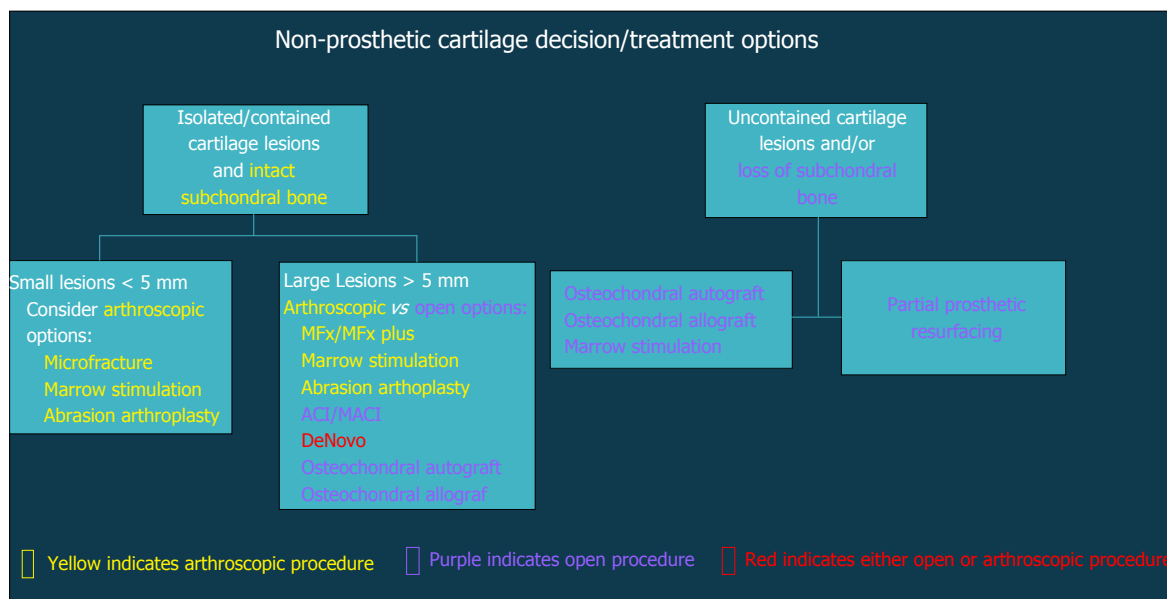 Non-prosthetic cartilage decision/treatment options
Isolated/contained
cartilage lesions
and intact
subchondral bone
Uncontained cartilage
lesions and/or
loss of subchondral
bone
Small lesions < 5 mm
Consider arthroscopic
options:
Microfracture
Marrow stimulation
Abrasion arthroplasty
Large Lesions > 5 mm
Arthroscopic vs open options:
MFx/MFx plus
Marrow stimulation
Abrasion arthoplasty
ACI/MACI
DeNovo
Osteochondral autograft
Osteochondral allograf
Osteochondral autograft
Osteochondral allograft
Marrow stimulation
Partial prosthetic
resurfacing
Yellow indicates arthroscopic procedure
Purple indicates open procedure
Red indicates either open or arthroscopic procedure